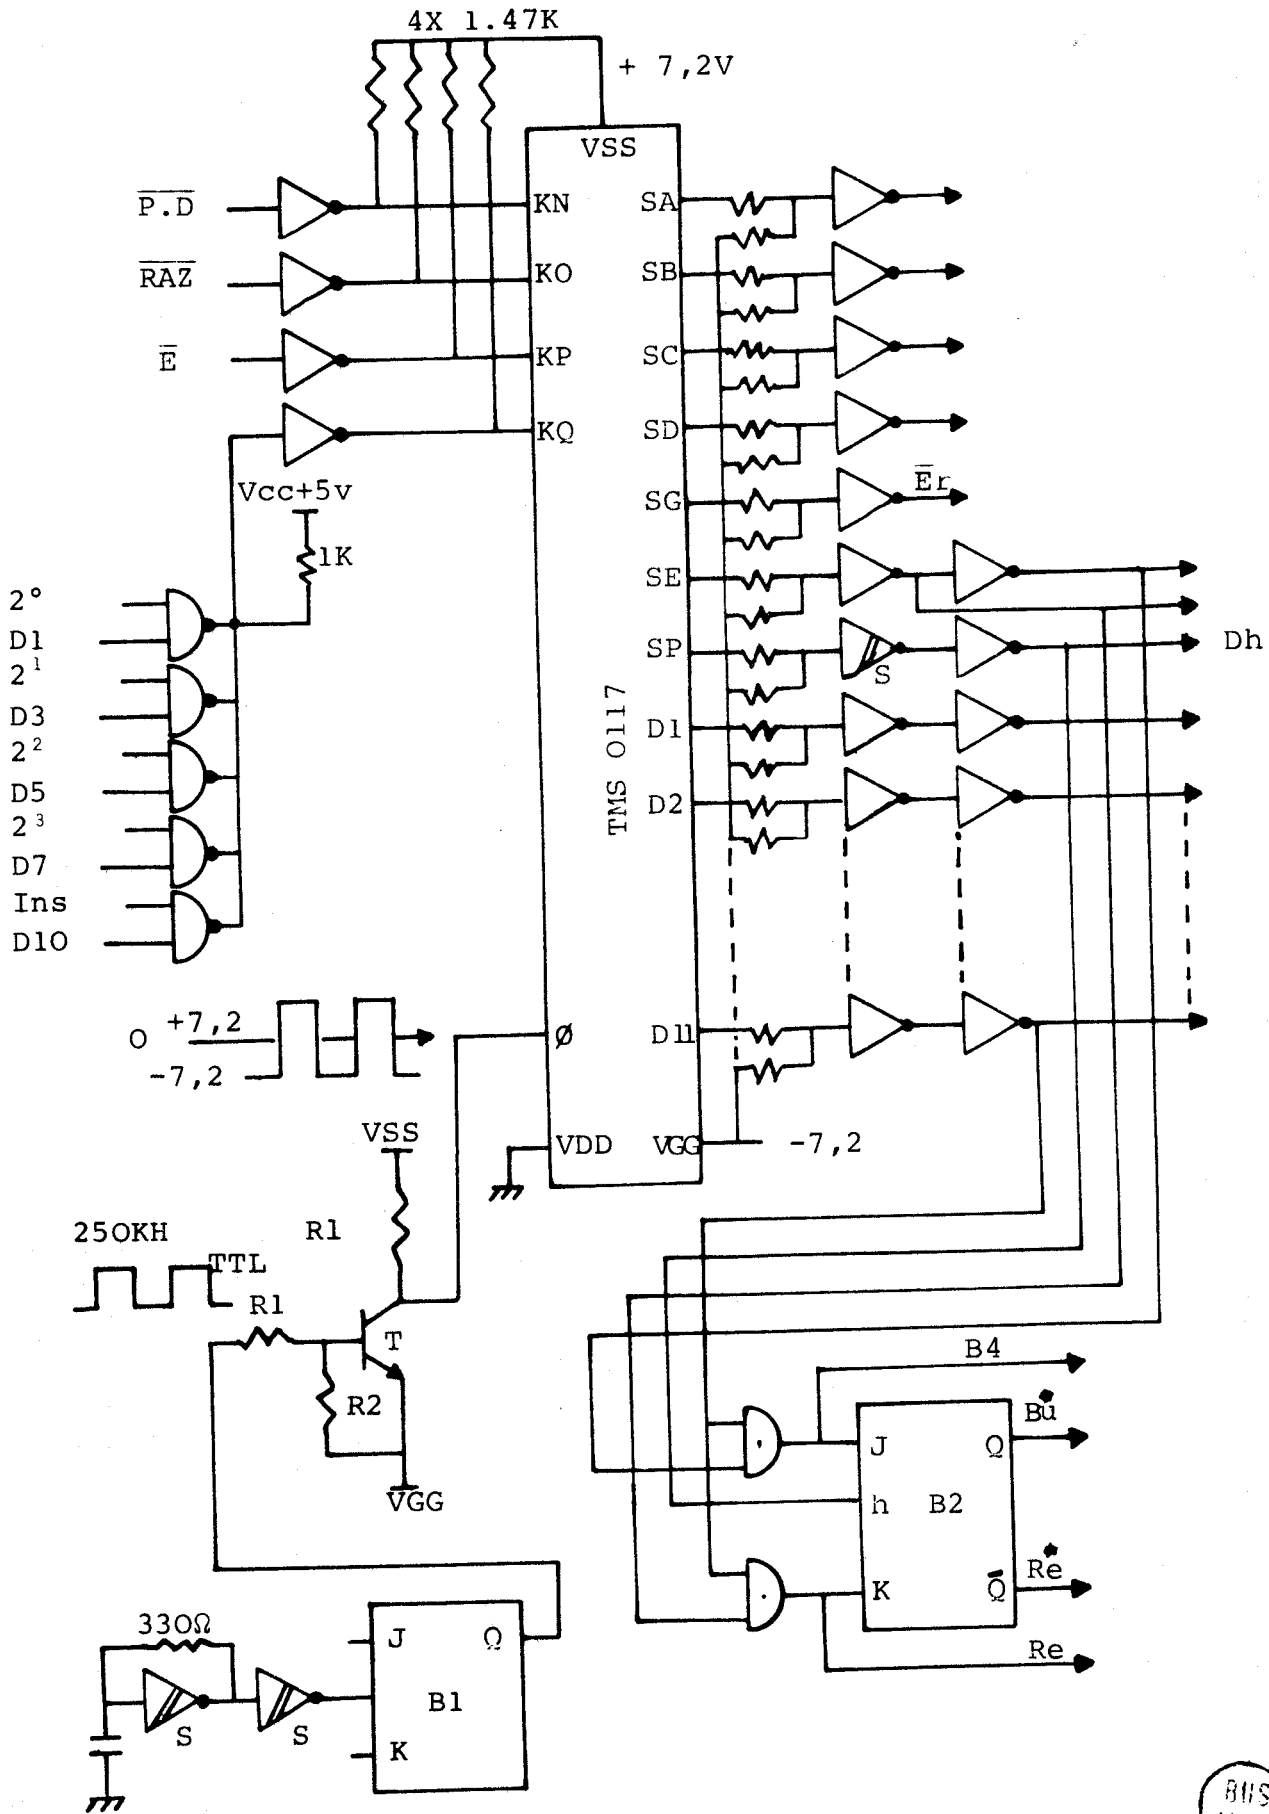 4X 1.47K
+ 7,2V
VSS
P.D
KN
SA
RAZ
KO
SB
E̅
KP
SC
KQ
SD
Vcc+5v
SG
E̅r
1K
SE
2°
D1
SP
Dh
S
2¹
D3
D1
2²
D5
D2
TMS 0117
2³
D7
Ins
D10
O
+7,2
-7,2
Ø
D11
VDD
VGG
-7,2
VSS
R1
250KH
TTL
R1
T
R2
VGG
B4
Bu
J
Q
h
B2
K
Q̅
Re
Re
330Ω
J
Q
B1
S
S
K
BUS